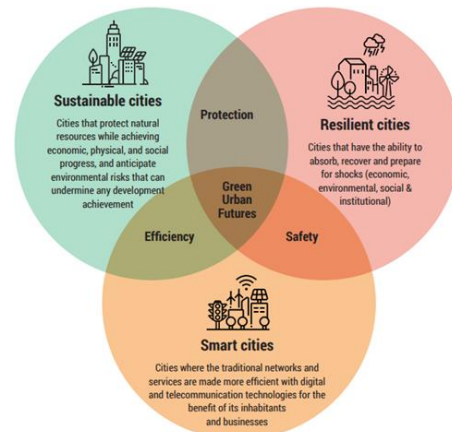 Sustainable cities
Cities that protect natural
resources while achieving
economic, physical, and social
progress, and anticipate
environmental risks that can
undermine any development
achievement
Protection
Resilient cities
Cities that have the ability to
absorb, recover and prepare
for shocks (economic,
environmental, social &
institutional)
Green
Urban
Futures
Efficiency
Safety
Smart cities
Cities where the traditional networks and
services are made more efficient with digital
and telecommunication technologies for the
benefit of its inhabitants
and businesses